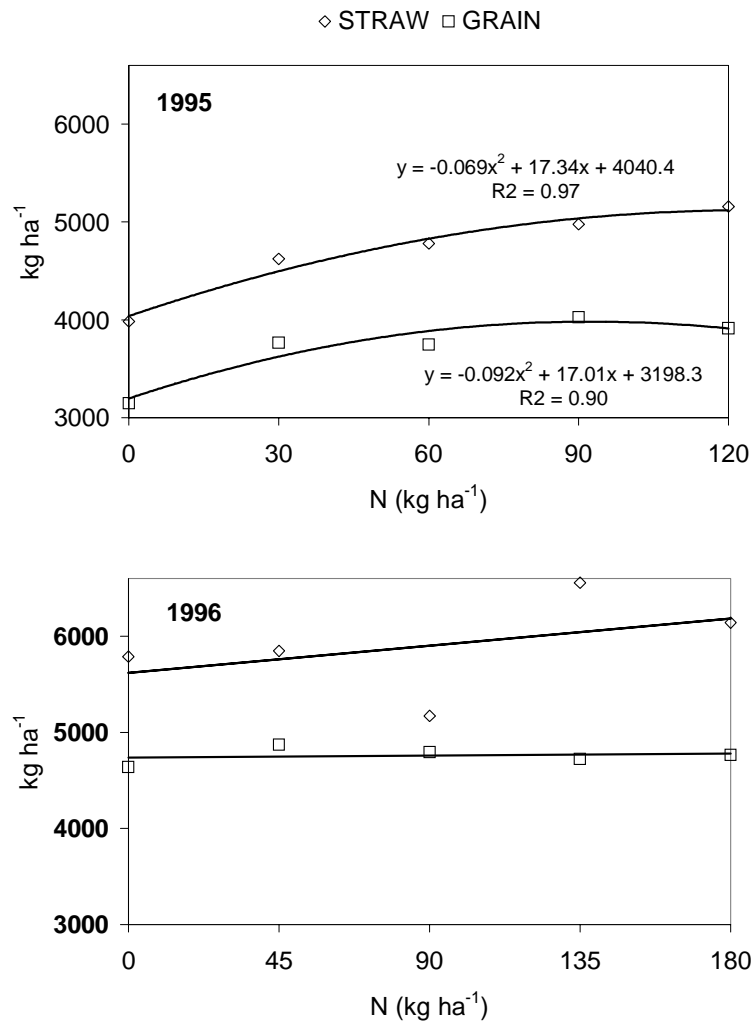 ◇ STRAW □ GRAIN
1995
6000
5000
4000
3000
kg ha⁻¹
y = -0.069x² + 17.34x + 4040.4
R2 = 0.97
y = -0.092x² + 17.01x + 3198.3
R2 = 0.90
0 30 60 90 120
N (kg ha⁻¹)
1996
6000
5000
4000
3000
kg ha⁻¹
0 45 90 135 180
N (kg ha⁻¹)